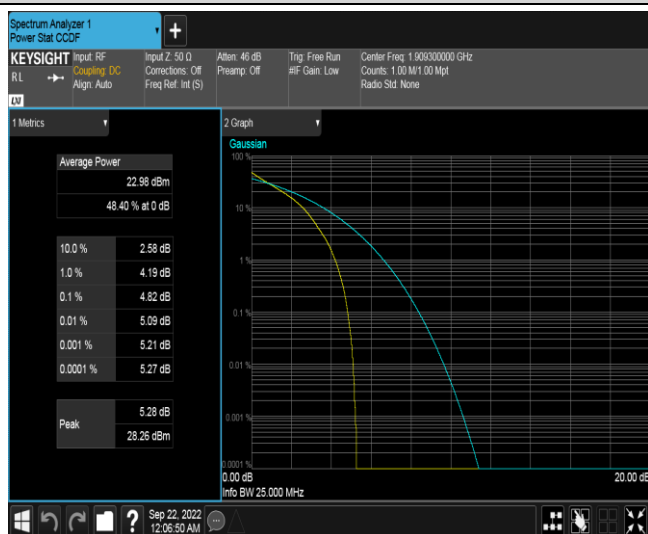 Spectrum Analyzer 1
Power Stat CCDF
+
KEYSIGHT
RL
LXI
Input: RF
Coupling: DC
Align: Auto
Input Z: 50 Ω
Corrections: Off
Freq Ref: Int (S)
Atten: 46 dB
Preamp: Off
Trig: Free Run
#IF Gain: Low
Center Freq: 1.909300000 GHz
Counts: 1.00 M/1.00 Mpt
Radio Std: None
1 Metrics
Average Power
22.98 dBm
48.40 % at 0 dB
10.0 % 2.58 dB
1.0 % 4.19 dB
0.1 % 4.82 dB
0.01 % 5.09 dB
0.001 % 5.21 dB
0.0001 % 5.27 dB
Peak
5.28 dB
28.26 dBm
2 Graph
Gaussian
100 %
10 %
1 %
0.1 %
0.01 %
0.001 %
0.0001 %
0.00 dB 20.00 dB
Info BW 25.000 MHz
?
Sep 22, 2022
12:06:50 AM